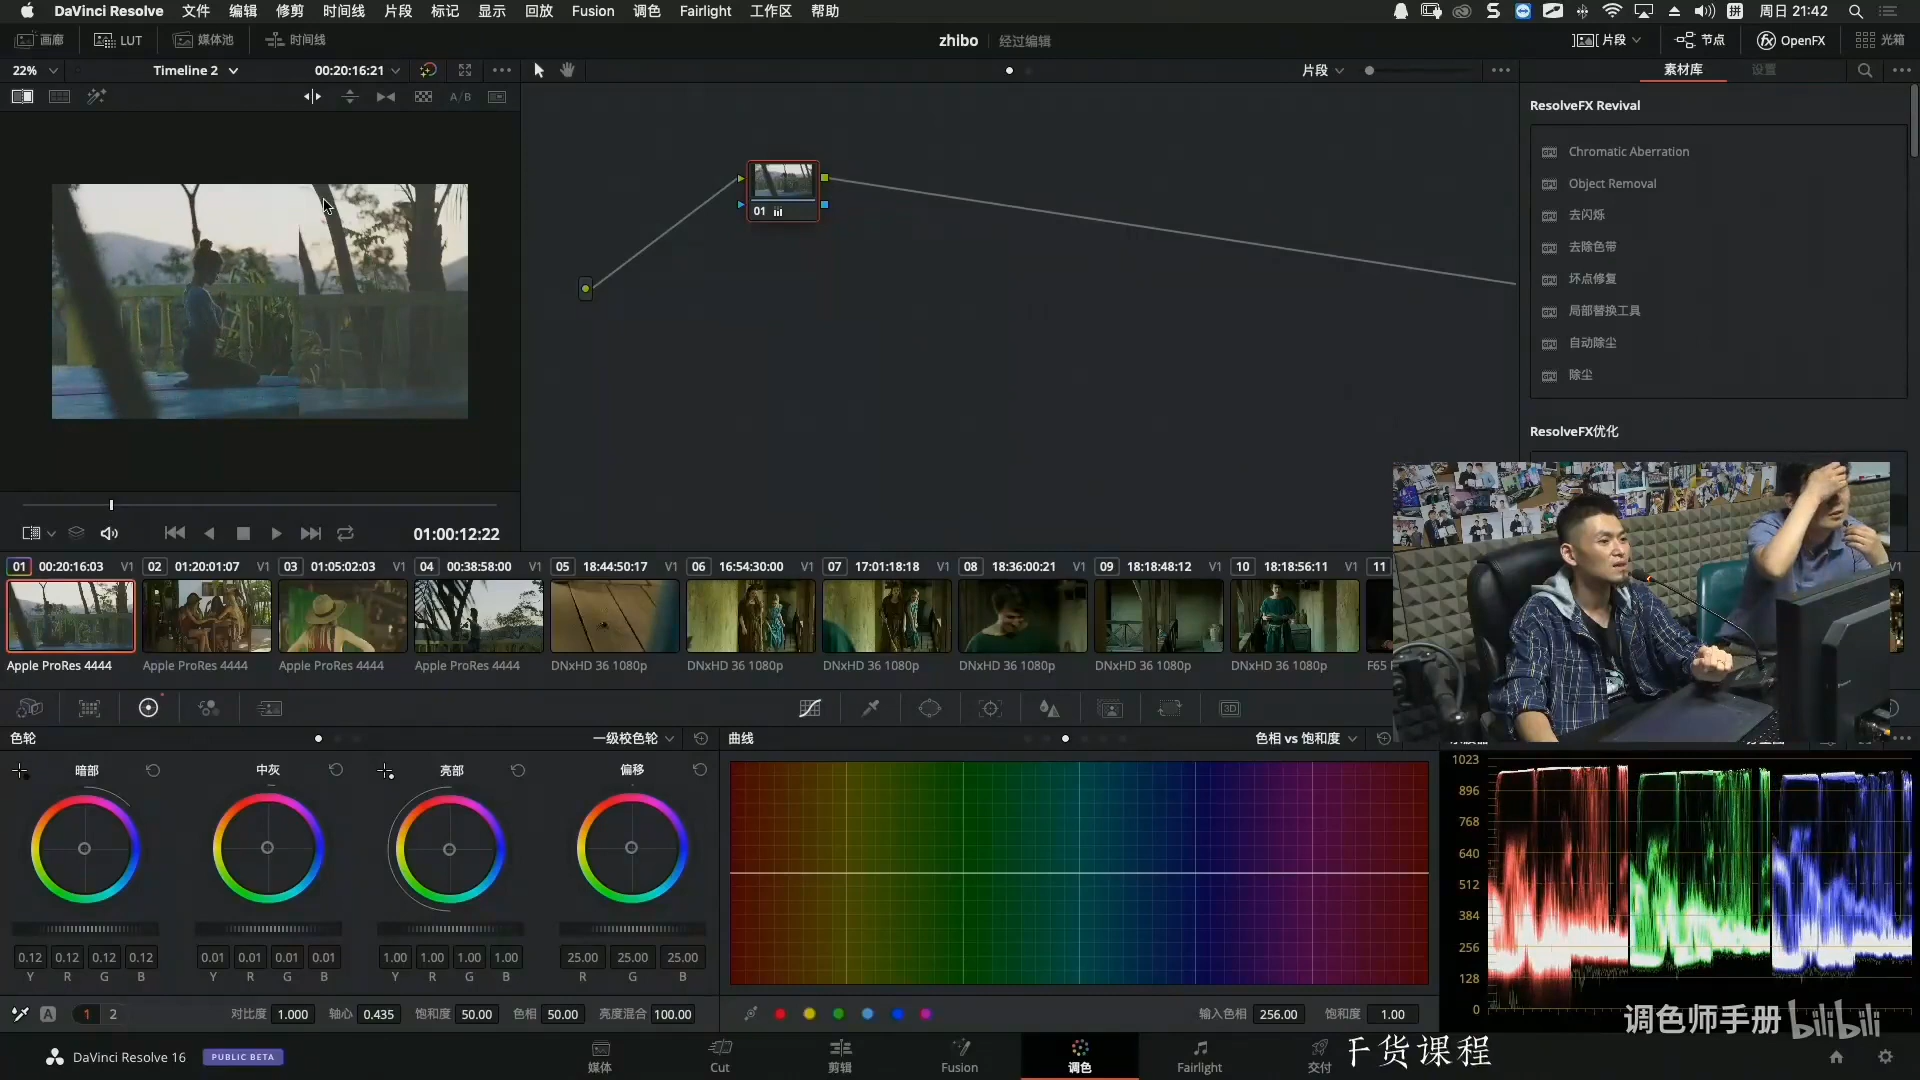 DaVinci Resolve 文件 编辑 修剪 时间线 片段 标记 显示 回放 Fusion 调色 Fairlight 工作区 帮助 周日 21:42
画廊 LUT 媒体池 时间线 zhibo 经过编辑 片段 节点 OpenFX 光箱
22% Timeline 2 00:20:16:21 片段 素材库 设置
A/B
ResolveFX Revival
Chromatic Aberration
Object Removal
去闪烁
去除色带
坏点修复
局部替换工具
自动除尘
除尘
ResolveFX优化
01
01:00:12:22
01 00:20:16:03 V1 02 01:20:01:07 V1 03 01:05:02:03 V1 04 00:38:58:00 V1 05 18:44:50:17 V1 06 16:54:30:00 V1 07 17:01:18:18 V1 08 18:36:00:21 V1 09 18:18:48:12 V1 10 18:18:56:11 V1 11 V1
Apple ProRes 4444 Apple ProRes 4444 Apple ProRes 4444 Apple ProRes 4444 DNxHD 36 1080p DNxHD 36 1080p DNxHD 36 1080p DNxHD 36 1080p DNxHD 36 1080p DNxHD 36 1080p F65
3D
色轮 一级校色轮 曲线 色相 vs 饱和度
暗部 中灰 亮部 偏移
1023
896
768
640
512
384
256
128
0
0.12 0.12 0.12 0.12 0.01 0.01 0.01 0.01 1.00 1.00 1.00 1.00 25.00 25.00 25.00
Y R G B Y R G B Y R G B R G B
A 1 2 对比度 1.000 轴心 0.435 饱和度 50.00 色相 50.00 亮度混合 100.00 输入色相 256.00 饱和度 1.00
调色师手册 bilibili
干货课程
DaVinci Resolve 16 PUBLIC BETA 媒体 Cut 剪辑 Fusion 调色 Fairlight 交付